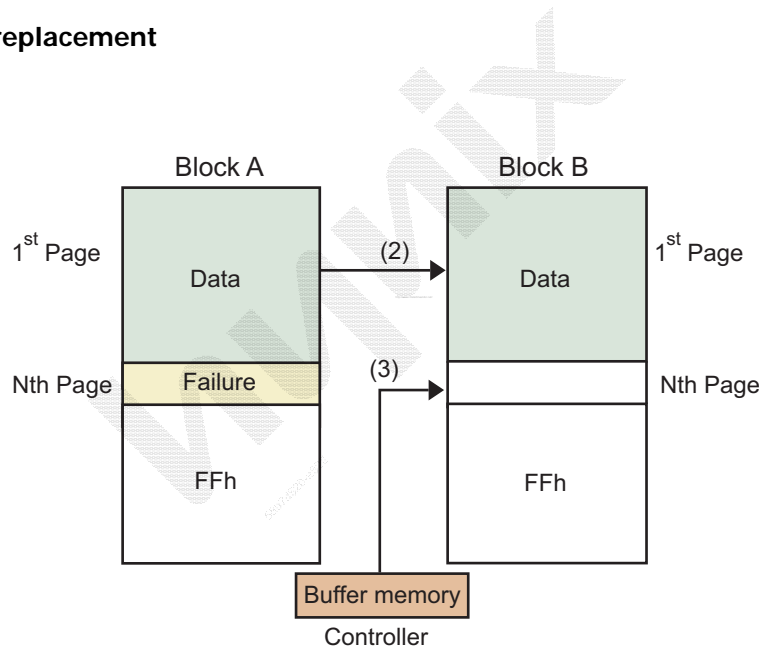 replacement
Block A
Block B
1st Page
(2)
1st Page
Data
Data
(3)
Nth Page
Failure
Nth Page
FFh
FFh
Buffer memory
Controller